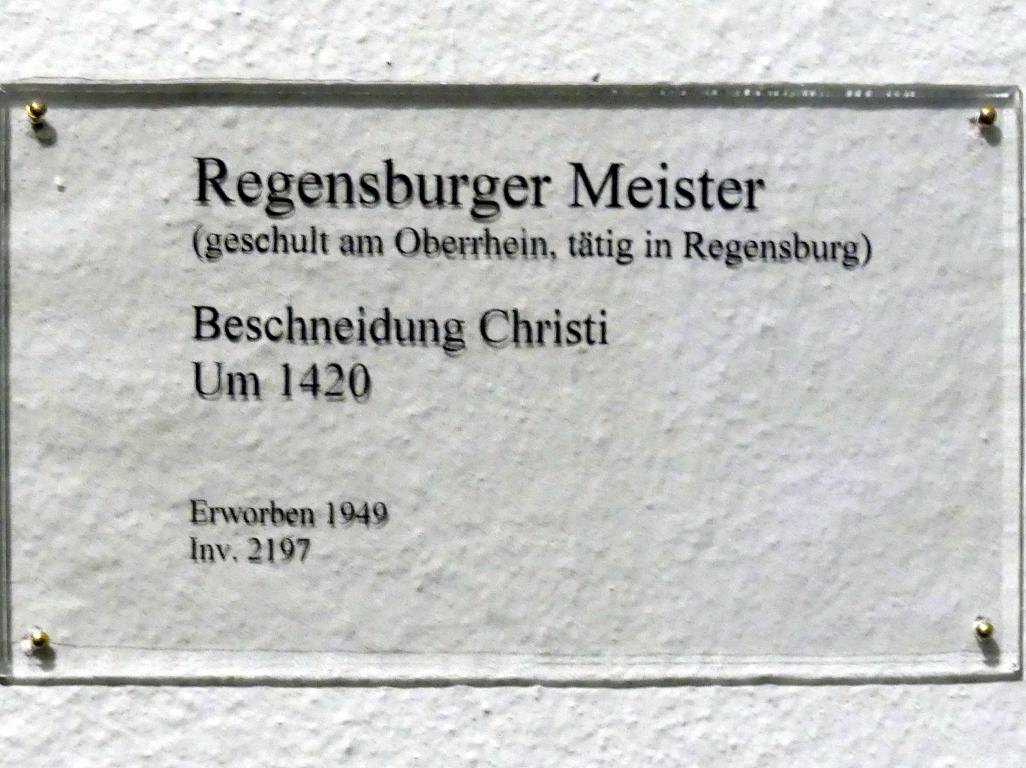 Regensburger Meister
(geschult am Oberrhein, tätig in Regensburg)
Beschneidung Christi
Um 1420
Erworben 1949
Inv. 2197